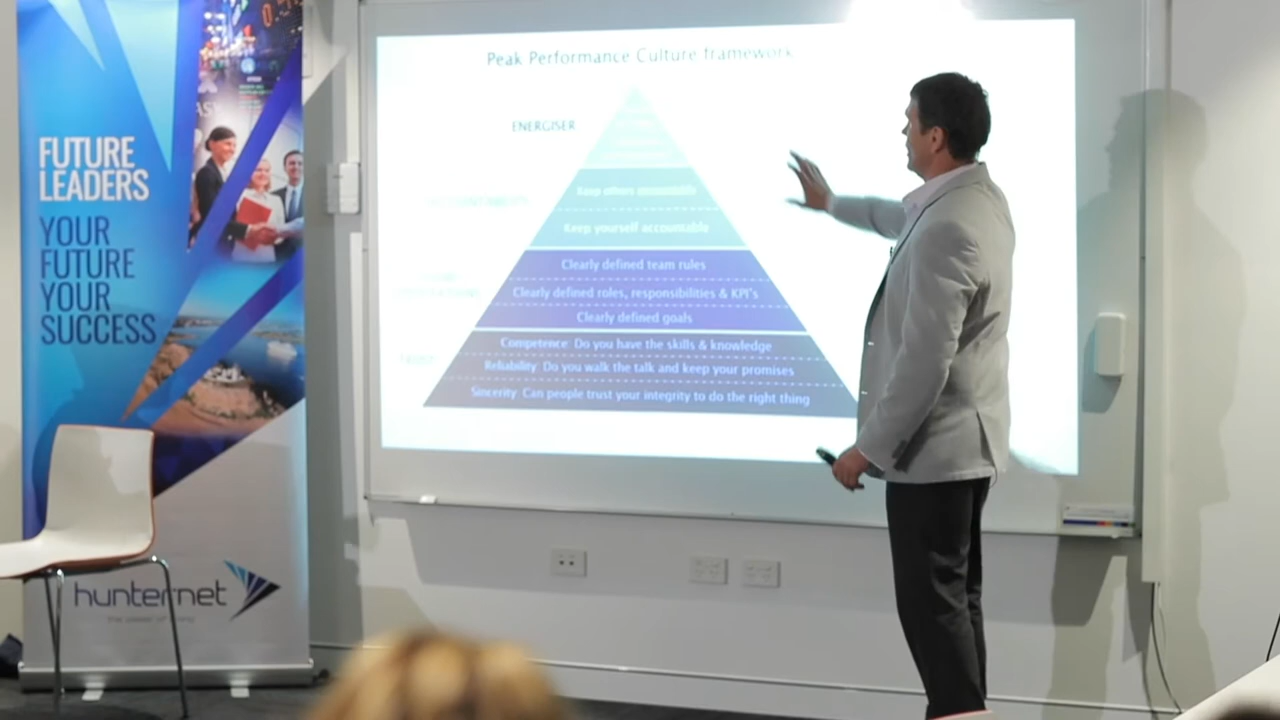 FUTURE
LEADERS
YOUR
FUTURE
YOUR
SUCCESS
hunternet
Peak Performance Culture framework
ENERGISER
Keep others accountable
Keep yourself accountable
Clearly defined team rules
Clearly defined roles, responsibilities & KPI's
Clearly defined goals
Competence: Do you have the skills & knowledge
Reliability: Do you walk the talk and keep your promises
Sincerity: Can people trust your integrity to do the right thing